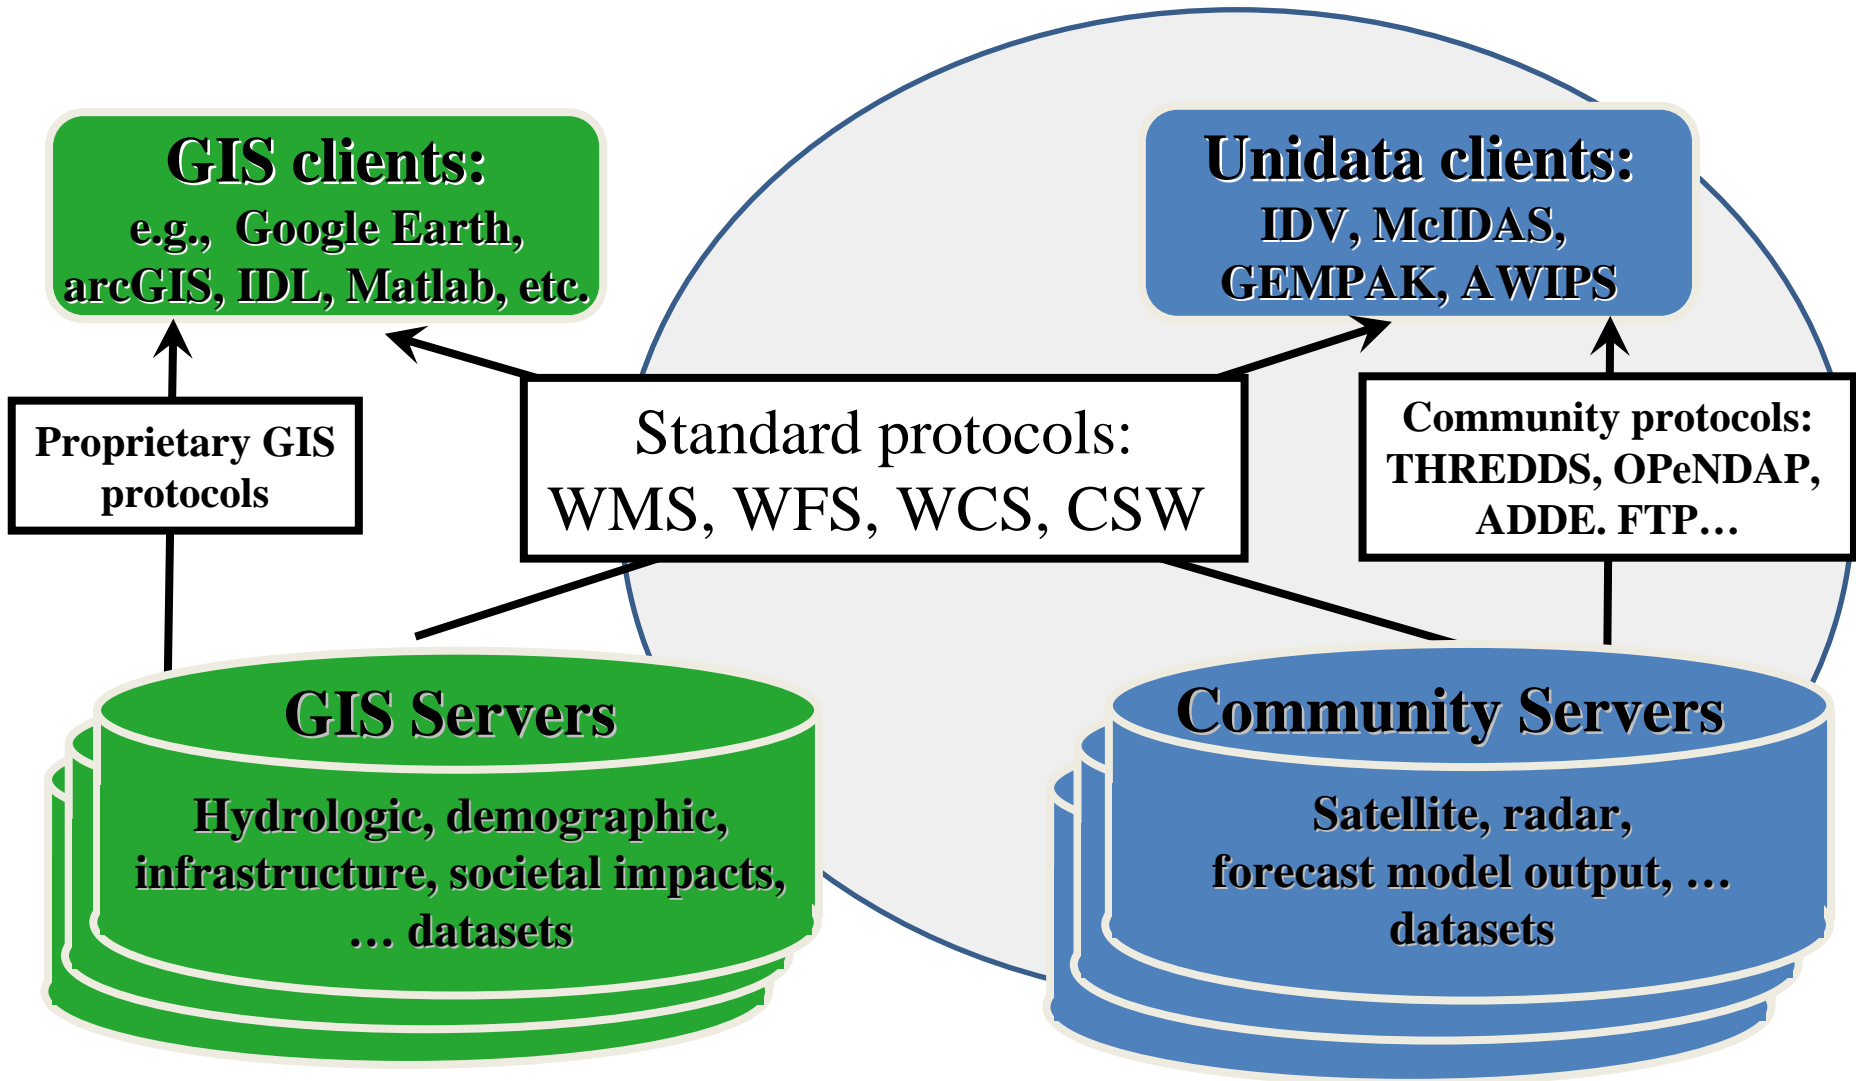 GIS clients:
e.g., Google Earth,
arcGIS, IDL, Matlab, etc.
Unidata clients:
IDV, McIDAS,
GEMPAK, AWIPS
Proprietary GIS
protocols
Standard protocols:
WMS, WFS, WCS, CSW
Community protocols:
THREDDS, OPeNDAP,
ADDE. FTP…
GIS Servers
Hydrologic, demographic,
infrastructure, societal impacts,
… datasets
Community Servers
Satellite, radar,
forecast model output, …
datasets